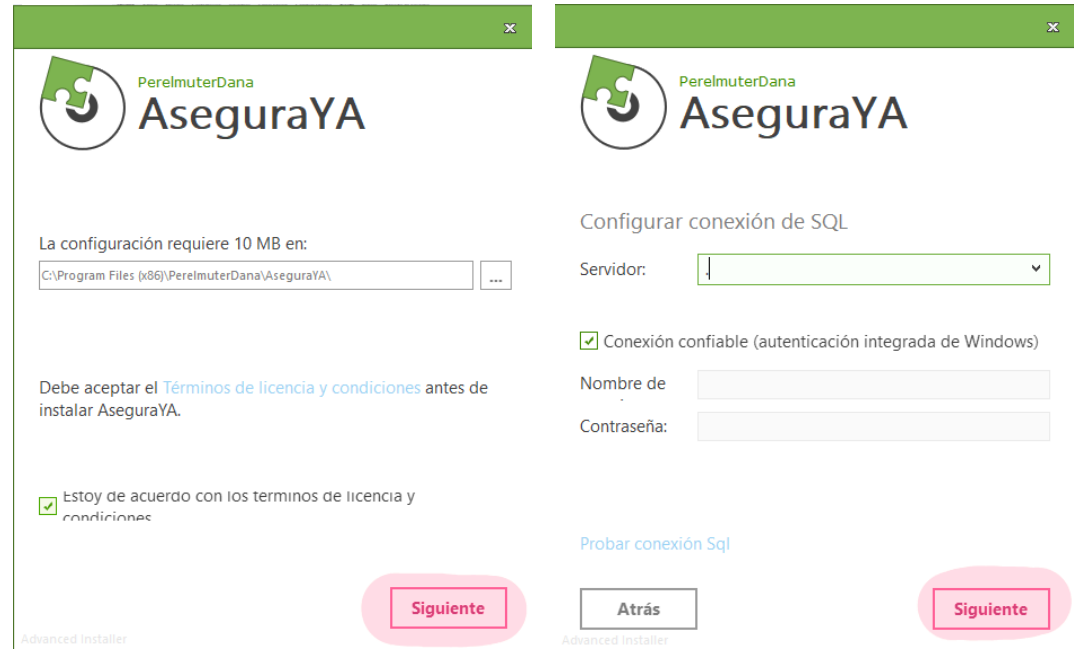 PerelmuterDana
AseguraYA
La configuración requiere 10 MB en:
C:\Program Files (x86)\PerelmuterDana\AseguraYA\
...
Debe aceptar el Términos de licencia y condiciones antes de
instalar AseguraYA.
Estoy de acuerdo con los términos de licencia y
condiciones
Siguiente
Advanced Installer
PerelmuterDana
AseguraYA
Configurar conexión de SQL
Servidor:
.
Conexión confiable (autenticación integrada de Windows)
Nombre de
Contraseña:
Probar conexión Sql
Atrás
Siguiente
Advanced Installer